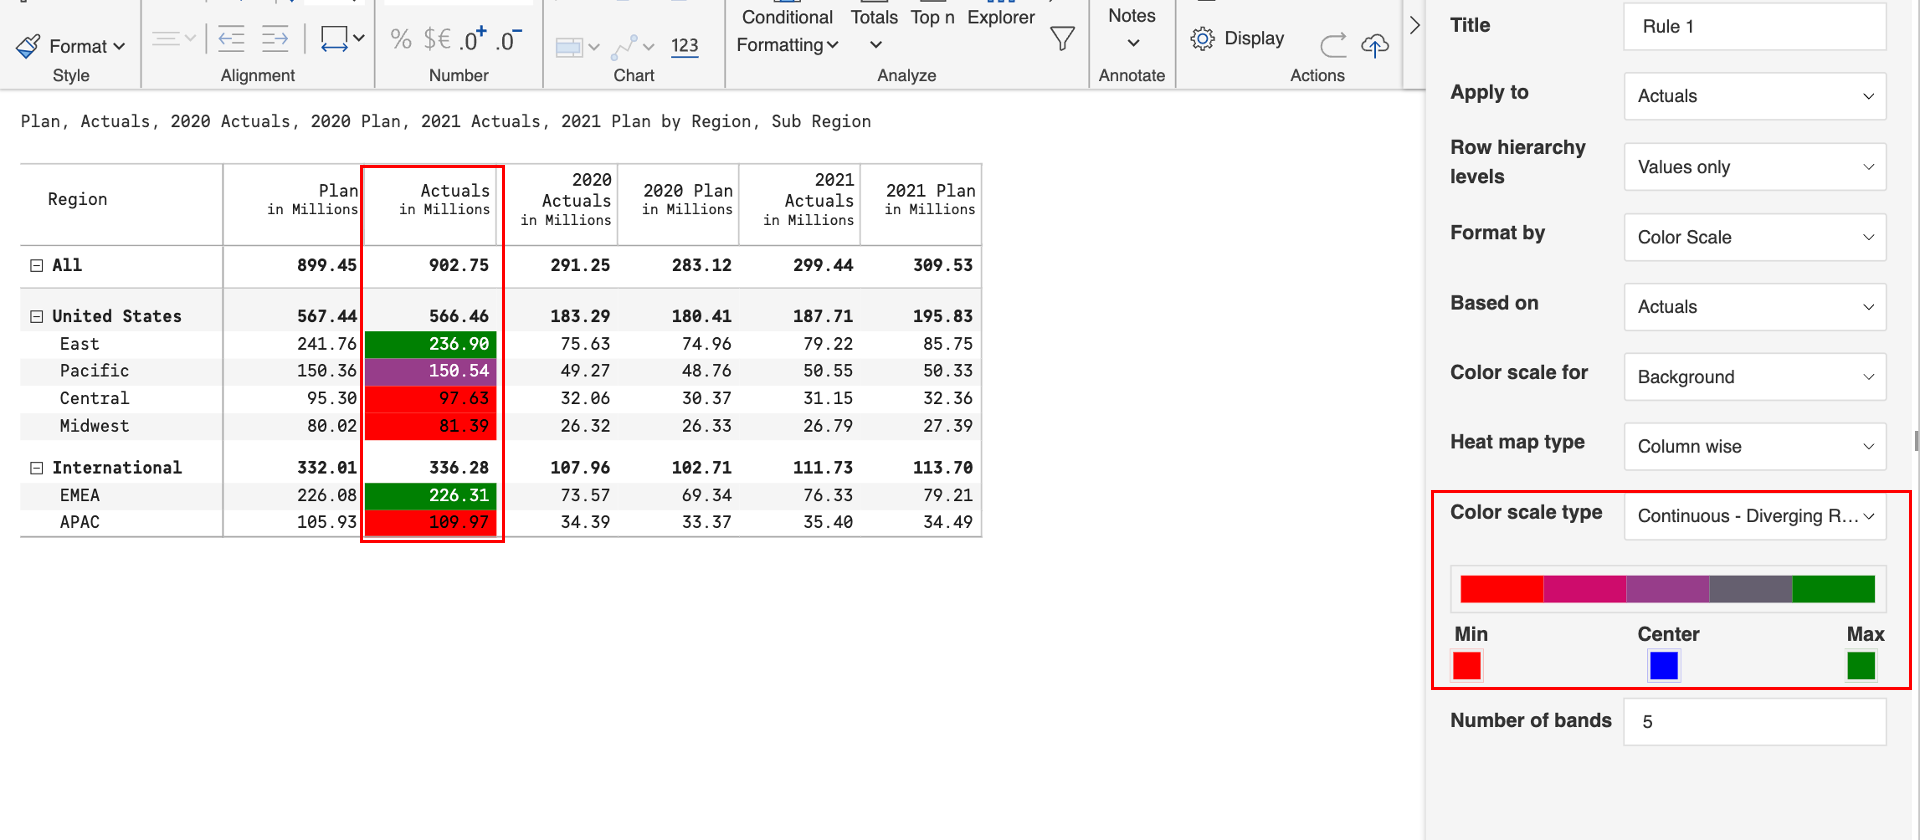 Conditional Formatting
Totals
Top n
Explorer
Notes
Format
% $€ .0+ .0-
123
Display
Style
Alignment
Number
Chart
Analyze
Annotate
Actions
Plan, Actuals, 2020 Actuals, 2020 Plan, 2021 Actuals, 2021 Plan by Region, Sub Region
Region
Plan in Millions
Actuals in Millions
2020 Actuals in Millions
2020 Plan in Millions
2021 Actuals in Millions
2021 Plan in Millions
All 899.45 902.75 291.25 283.12 299.44 309.53
United States 567.44 566.46 183.29 180.41 187.71 195.83
East 241.76 236.90 75.63 74.96 79.22 85.75
Pacific 150.36 150.54 49.27 48.76 50.55 50.33
Central 95.30 97.63 32.06 30.37 31.15 32.36
Midwest 80.02 81.39 26.32 26.33 26.79 27.39
International 332.01 336.28 107.96 102.71 111.73 113.70
EMEA 226.08 226.31 73.57 69.34 76.33 79.21
APAC 105.93 109.97 34.39 33.37 35.40 34.49
Title Rule 1
Apply to Actuals
Row hierarchy levels Values only
Format by Color Scale
Based on Actuals
Color scale for Background
Heat map type Column wise
Color scale type Continuous - Diverging R...
Min Center Max
Number of bands 5